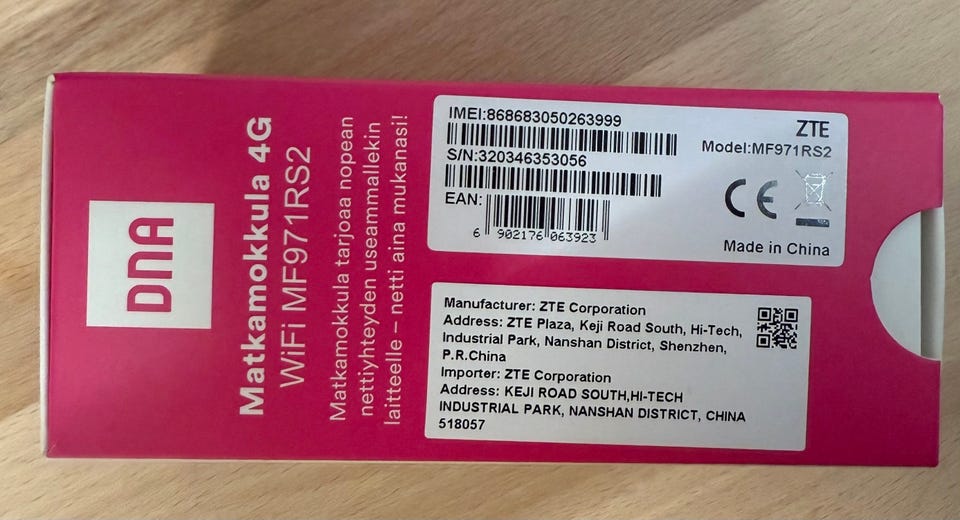 DNA
Matkamokkula 4G
WiFi MF971RS2
Matkamokkula tarjoaa nopean
nettiyhteyden useammallekin
laitteelle – netti aina mukanasi!
IMEI:868683050263999
S/N:320346353056
EAN:
6 902176 063923
ZTE
Model:MF971RS2
CE
Made in China
Manufacturer: ZTE Corporation
Address: ZTE Plaza, Keji Road South, Hi-Tech,
Industrial Park, Nanshan District, Shenzhen,
P.R.China
Importer: ZTE Corporation
Address: KEJI ROAD SOUTH,HI-TECH
INDUSTRIAL PARK, NANSHAN DISTRICT, CHINA
518057